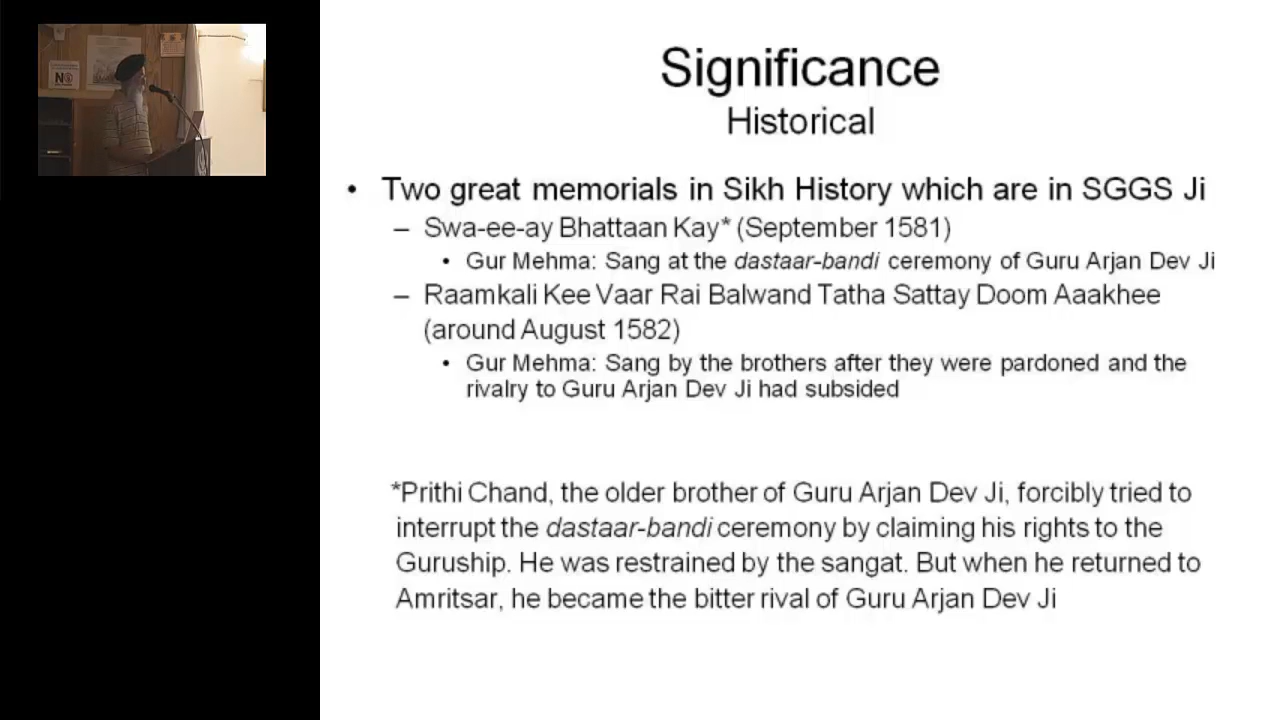 NO
Significance
Historical
• Two great memorials in Sikh History which are in SGGS Ji
– Swa-ee-ay Bhattaan Kay* (September 1581)
• Gur Mehma: Sang at the dastaar-bandi ceremony of Guru Arjan Dev Ji
– Raamkali Kee Vaar Rai Balwand Tatha Sattay Doom Aaakhee
(around August 1582)
• Gur Mehma: Sang by the brothers after they were pardoned and the
rivalry to Guru Arjan Dev Ji had subsided
*Prithi Chand, the older brother of Guru Arjan Dev Ji, forcibly tried to
interrupt the dastaar-bandi ceremony by claiming his rights to the
Guruship. He was restrained by the sangat. But when he returned to
Amritsar, he became the bitter rival of Guru Arjan Dev Ji